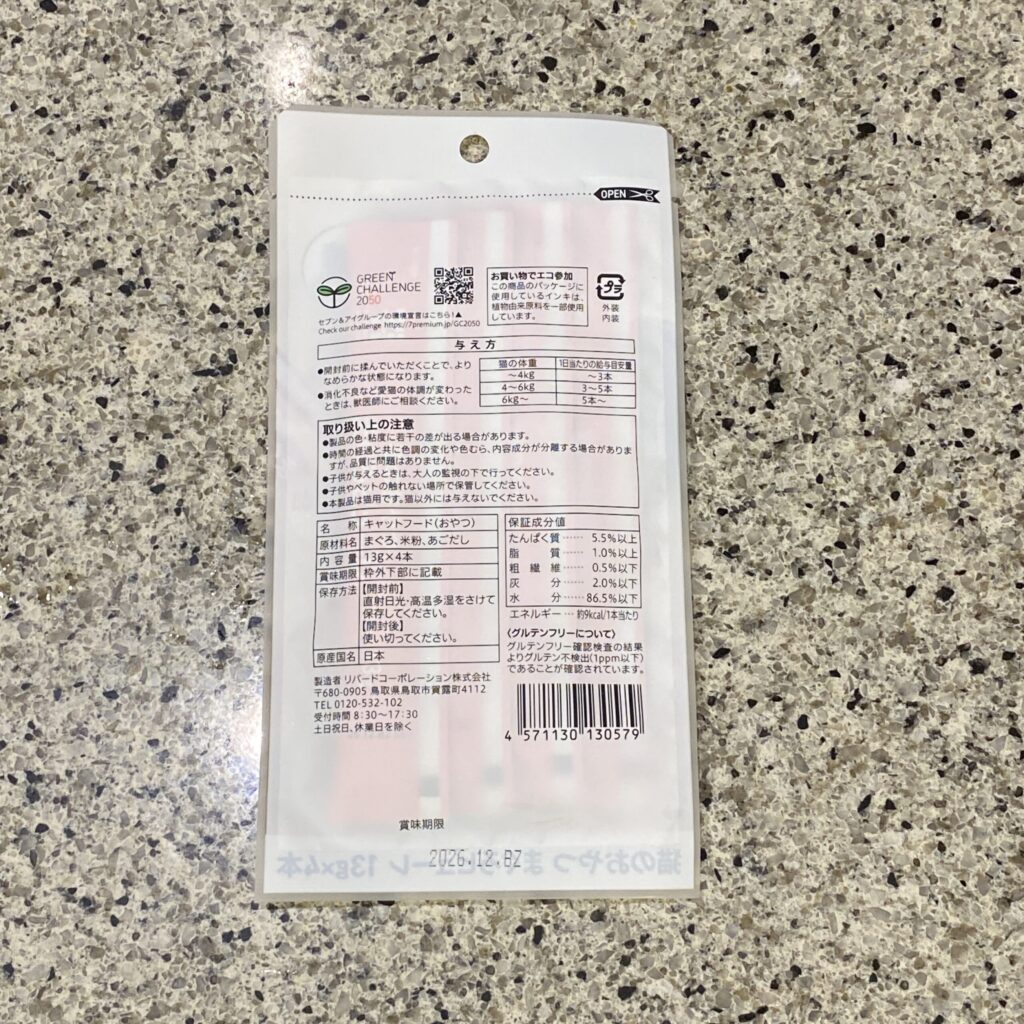 OPEN
GREEN
CHALLENGE
2050
セブン&アイグループの環境宣言はこちら!▲
Check our challenge https://7premium.jp/GC2050
お買い物でエコ参加
この商品のパッケージに
使用しているインキは、
植物由来原料を一部使用
しています。
プラ
外装
内装
与え方
●開封前に揉んでいただくことで、より
なめらかな状態になります。
●消化不良など愛猫の体調が変わった
ときは、獣医師にご相談ください。
猫の体重 1日当たりの給与目安量
〜4kg 〜3本
4〜6kg 3〜5本
6kg〜 5本〜
取り扱い上の注意
●製品の色・粘度に若干の差が出る場合があります。
●時間の経過と共に色調の変化や色むら、内容成分が分離する場合がありま
すが、品質に問題はありません。
●子供が与えるときは、大人の監視の下で行ってください。
●子供やペットの触れない場所で保管してください。
●本製品は猫用です。猫以外には与えないでください。
名称 キャットフード(おやつ)
原材料名 まぐろ、米粉、あごだし
内容量 13g×4本
賞味期限 枠外下部に記載
保存方法 【開封前】
直射日光・高温多湿をさけて
保存してください。
【開封後】
使い切ってください。
原産国名 日本
保証成分値
たんぱく質……5.5%以上
脂質……1.0%以上
粗繊維……0.5%以下
灰分……2.0%以下
水分……86.5%以下
エネルギー…約9kcal/1本当たり
〈グルテンフリーについて〉
グルテンフリー確認検査の結果
よりグルテン不検出(1ppm以下)
であることが確認されています。
製造者 リバードコーポレーション株式会社
〒680-0905 鳥取県鳥取市賀露町4112
TEL 0120-532-102
受付時間 8:30〜17:30
土日祝日、休業日を除く
4 571130 130579
賞味期限
2026.12.BZ
猫のおやつ まぐろピューレ 13g×4本